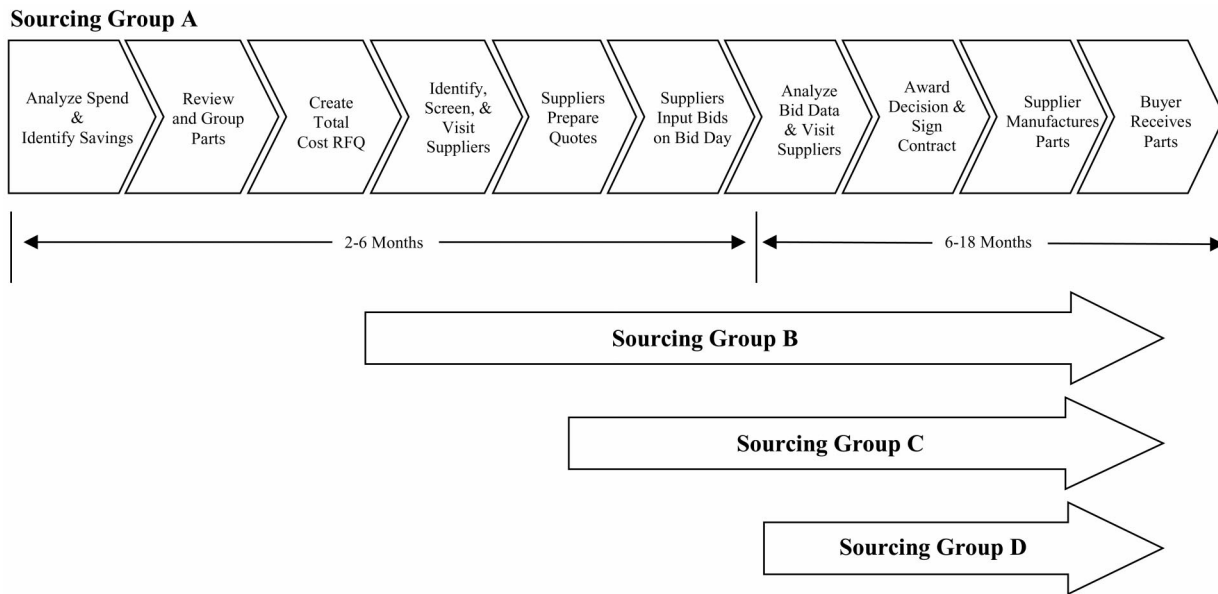 Sourcing Group A
Analyze Spend
&
Identify Savings
Review
and Group
Parts
Create
Total
Cost RFQ
Identify,
Screen, &
Visit
Suppliers
Suppliers
Prepare
Quotes
Suppliers
Input Bids
on Bid Day
Analyze
Bid Data
& Visit
Suppliers
Award
Decision &
Sign
Contract
Supplier
Manufactures
Parts
Buyer
Receives
Parts
2-6 Months
6-18 Months
Sourcing Group B
Sourcing Group C
Sourcing Group D